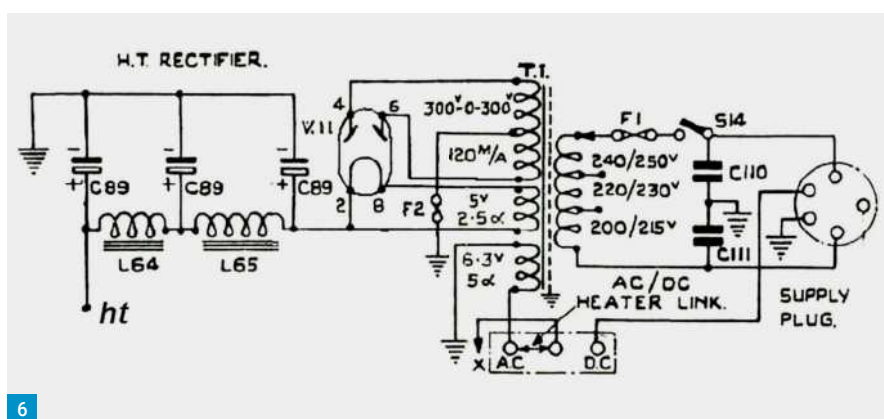 H.T. RECTIFIER.
T.1.
4
6
V.11
300ᵛ-0-300ᵛ
120ᴹ/A
F1
S14
240/250ᵛ
220/230ᵛ
200/215ᵛ
C110
C111
- - -
+ C89
+ C89
+ C89
2
8
F2
5ᵛ
2·5a
L64
L65
6·3ᵛ
5a
AC/DC
HEATER LINK.
SUPPLY
PLUG.
ht
X
A.C
D.C
6